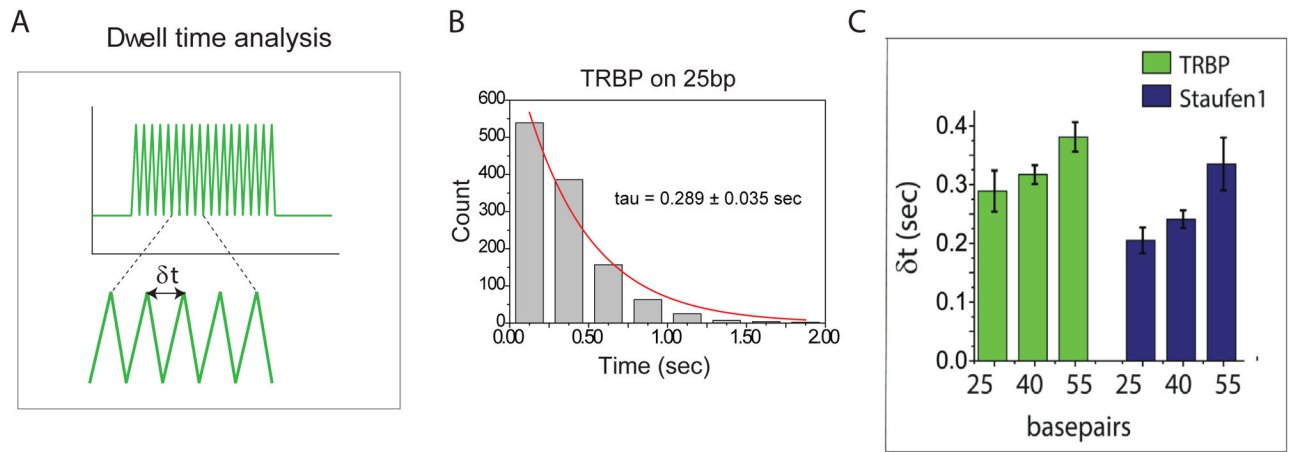 A
Dwell time analysis
δt
B
TRBP on 25bp
600
500
400
300
200
100
0
Count
tau = 0.289 ± 0.035 sec
0.00 0.50 1.00 1.50 2.00
Time (sec)
C
TRBP
Staufen1
0.4
0.3
0.2
0.1
0.0
δt (sec)
25 40 55 25 40 55
basepairs